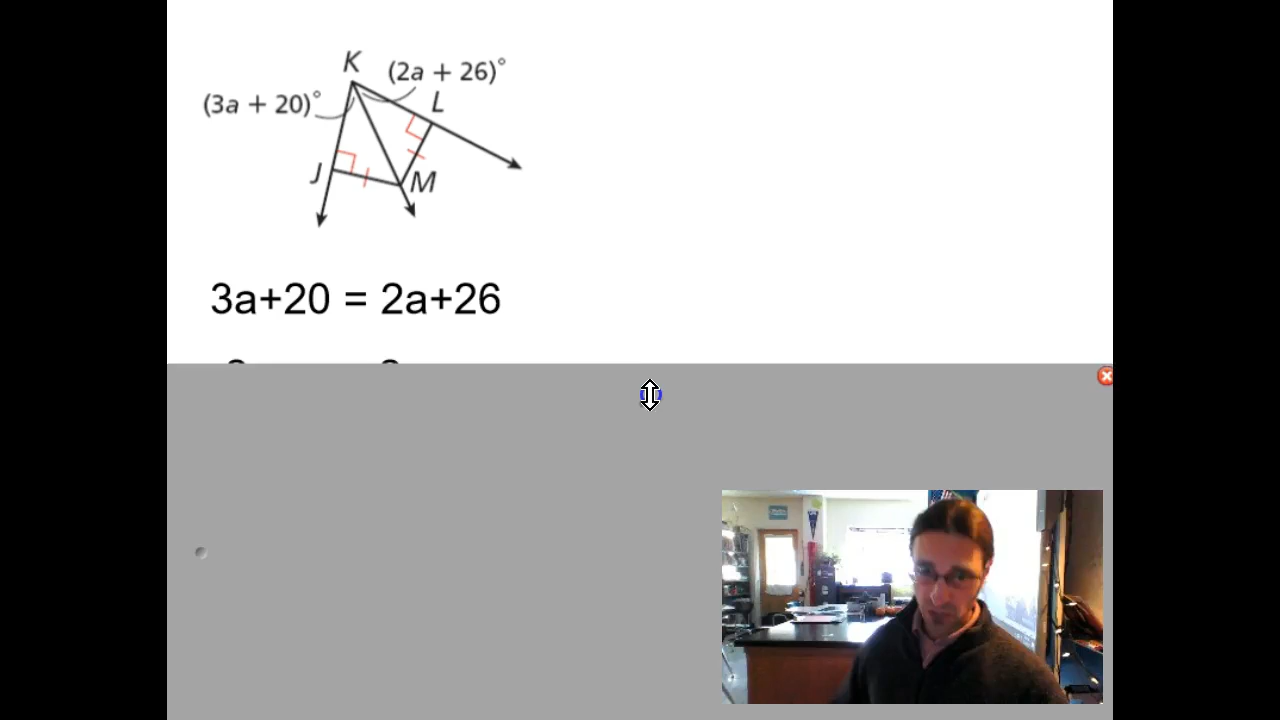 K
(2a + 26)°
(3a + 20)°
L
J
M
3a+20 = 2a+26